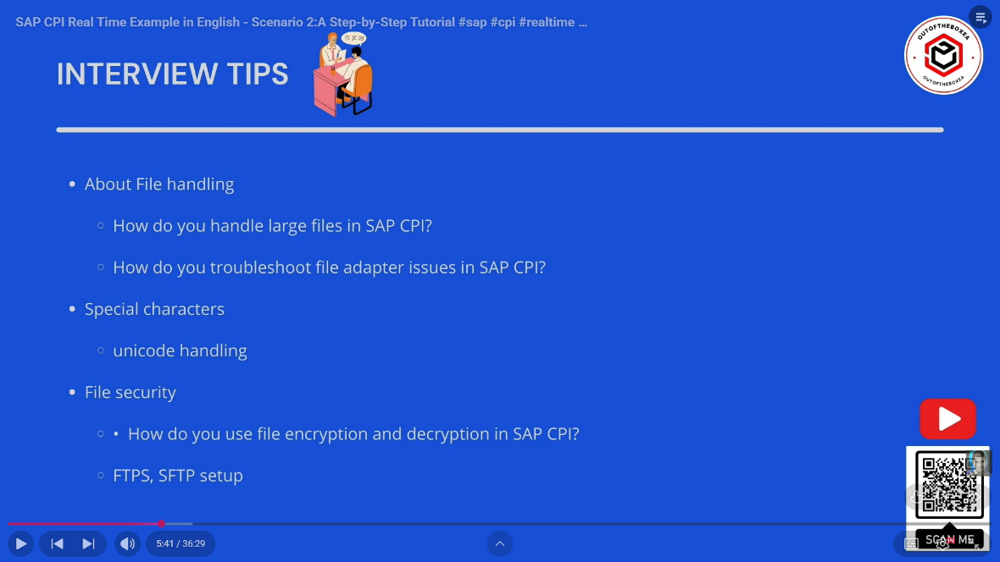 SAP CPI Real Time Example in English - Scenario 2:A Step-by-Step Tutorial #sap #cpi #realtime ...
OUTOFTHEBOXEA
OUTOFTHEBOXEA
INTERVIEW TIPS
• About File handling
○ How do you handle large files in SAP CPI?
○ How do you troubleshoot file adapter issues in SAP CPI?
• Special characters
○ unicode handling
• File security
○ • How do you use file encryption and decryption in SAP CPI?
○ FTPS, SFTP setup
SCAN ME
5:41 / 36:29